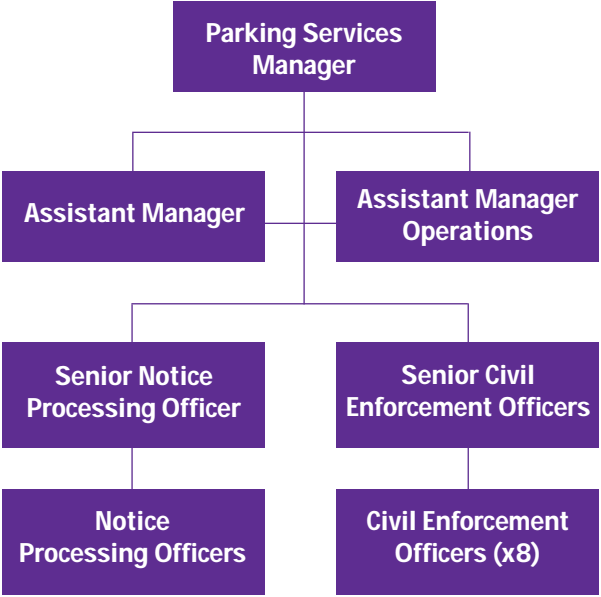 Parking Services
Manager
Assistant Manager
Assistant Manager
Operations
Senior Notice
Processing Officer
Senior Civil
Enforcement Officers
Notice
Processing Officers
Civil Enforcement
Officers (x8)